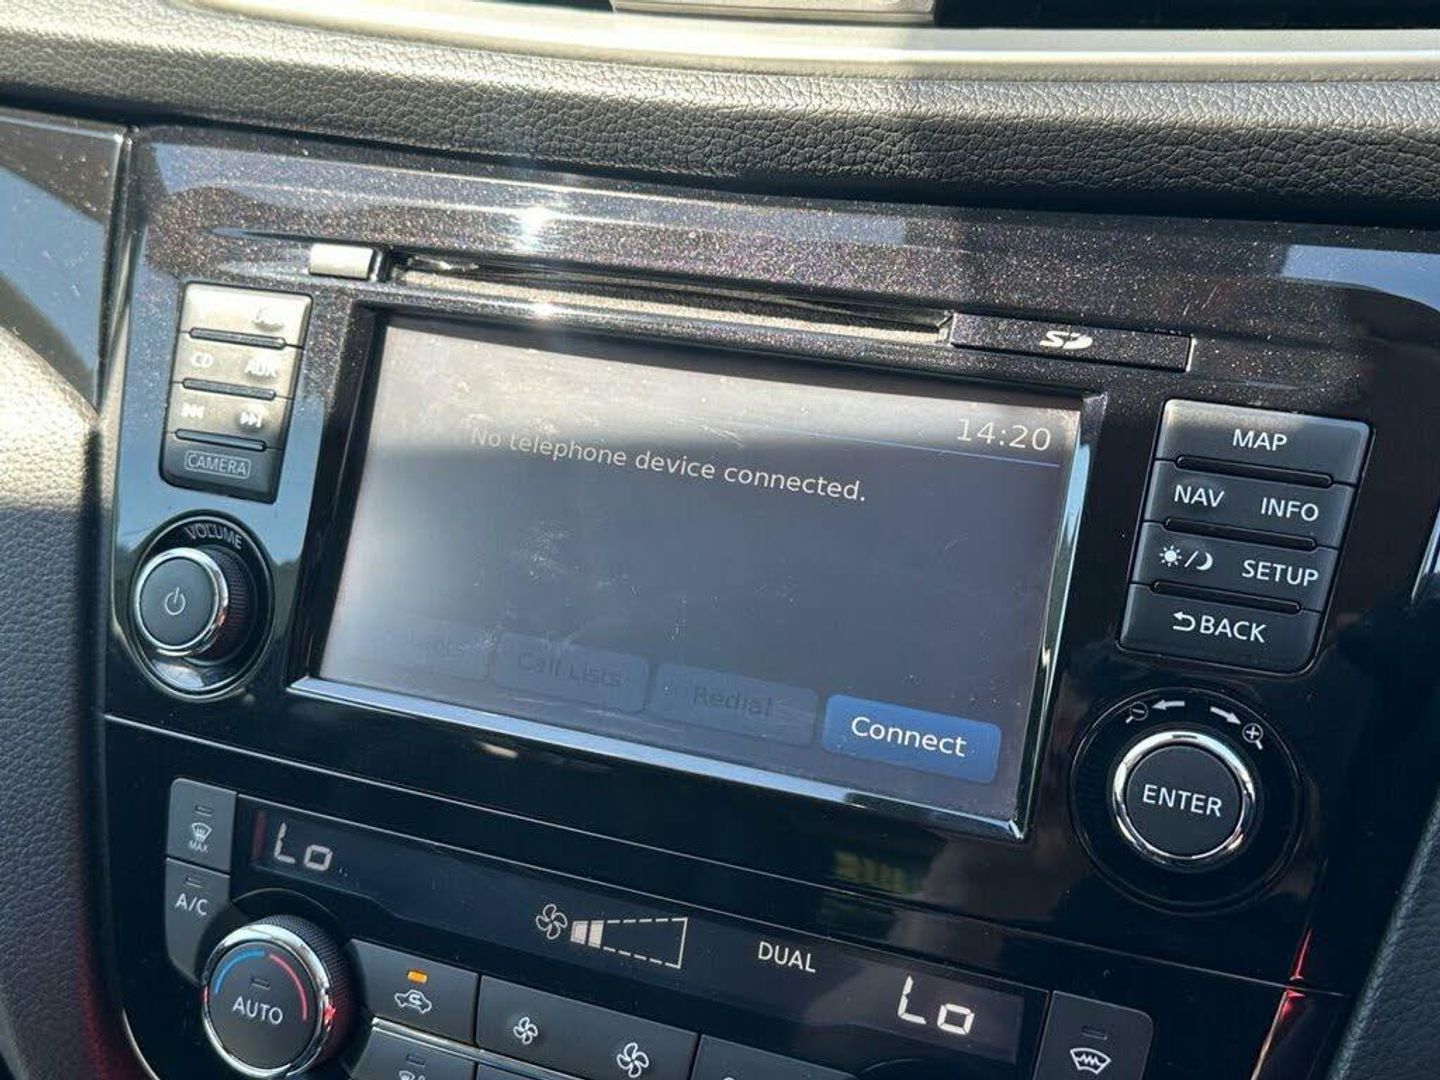 SD
CD AUX
CAMERA
VOLUME
14:20
No telephone device connected.
Call Lists
Redial
Connect
MAP
NAV INFO
SETUP
BACK
ENTER
MAX
A/C
Lo
DUAL
Lo
AUTO